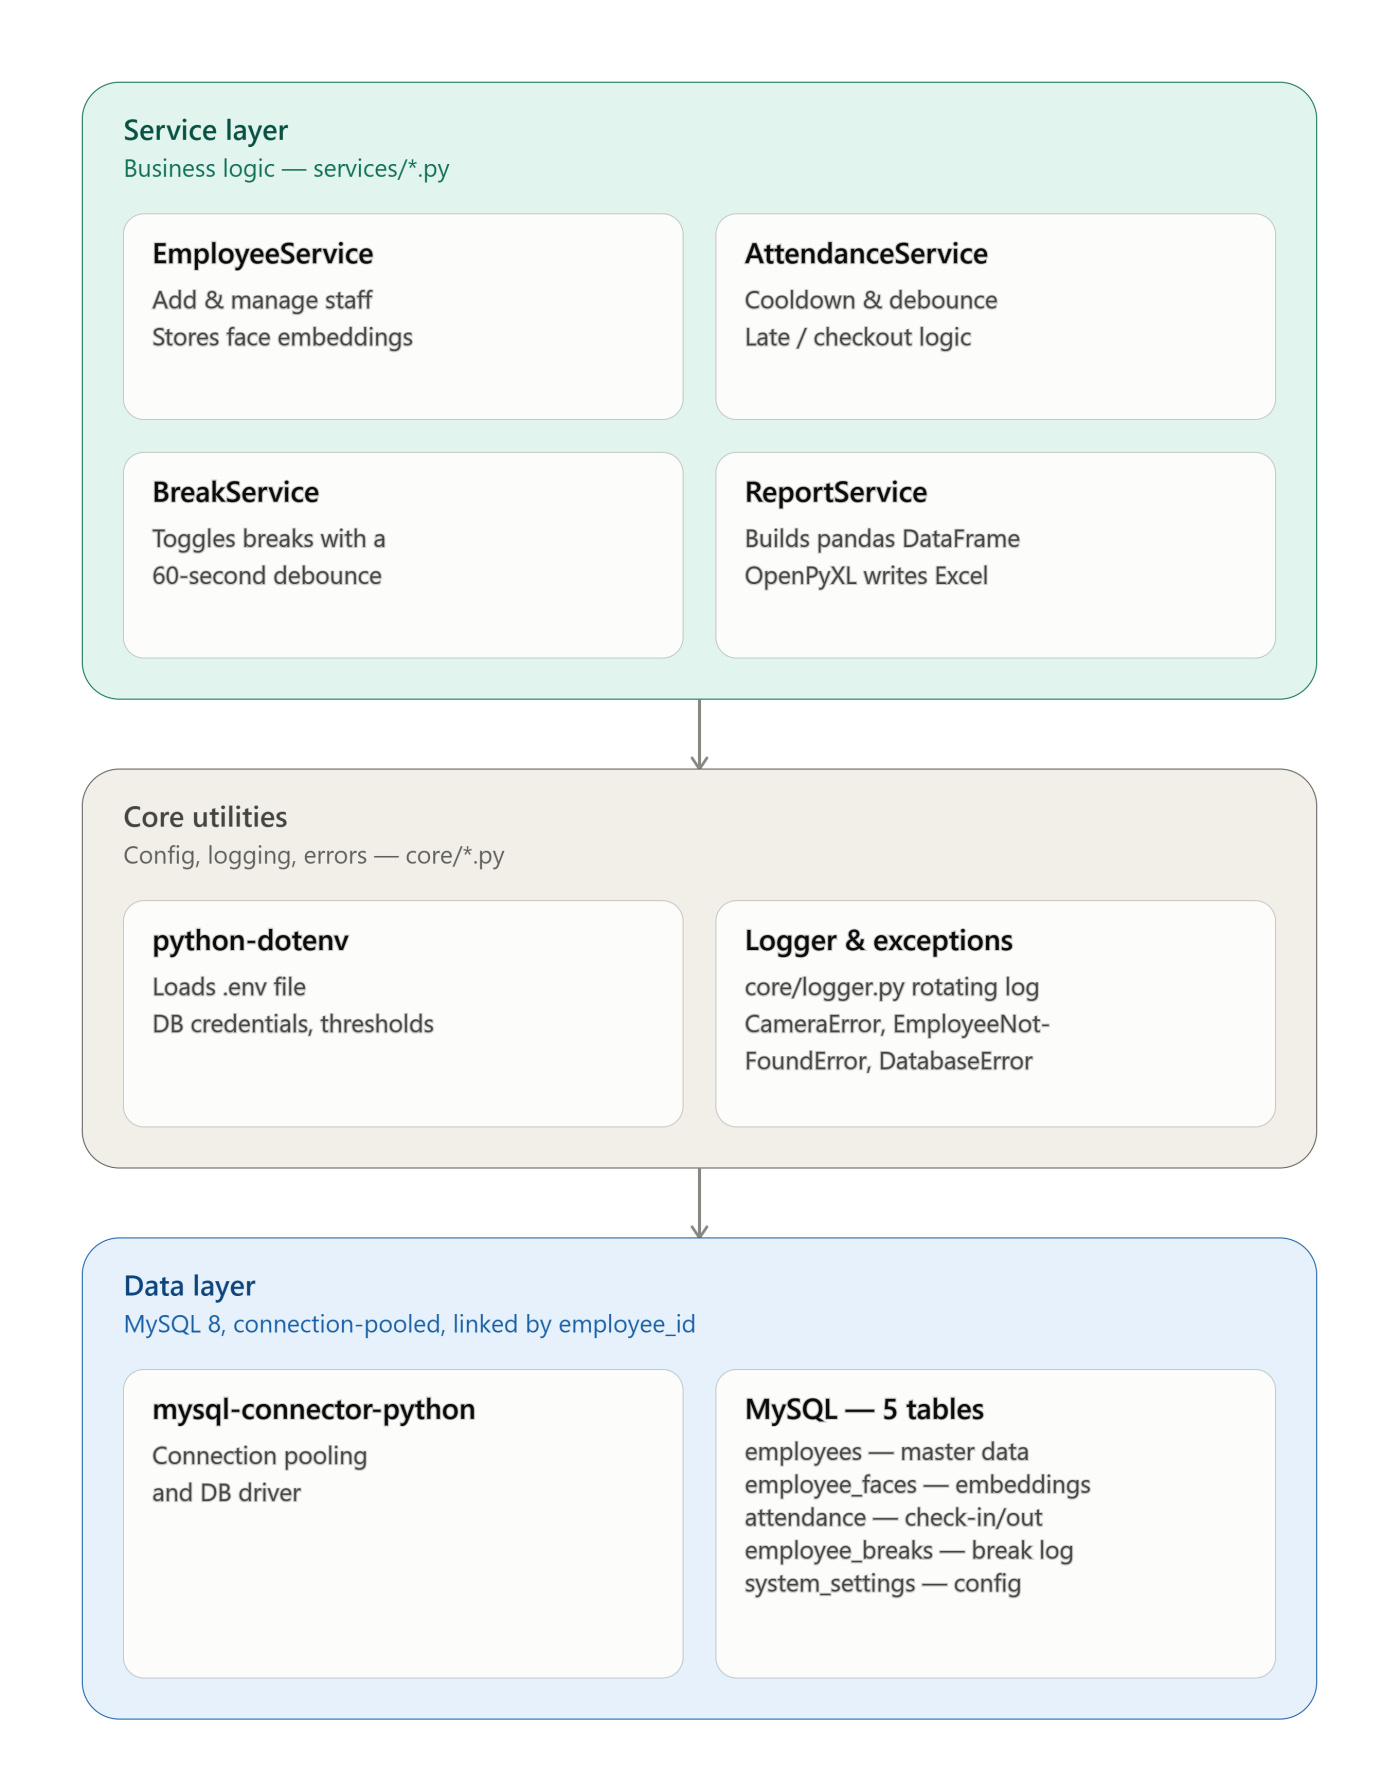 Service layer
Business logic — services/*.py
EmployeeService
Add & manage staff
Stores face embeddings
AttendanceService
Cooldown & debounce
Late / checkout logic
BreakService
Toggles breaks with a
60-second debounce
ReportService
Builds pandas DataFrame
OpenPyXL writes Excel
Core utilities
Config, logging, errors — core/*.py
python-dotenv
Loads .env file
DB credentials, thresholds
Logger & exceptions
core/logger.py rotating log
CameraError, EmployeeNot-
FoundError, DatabaseError
Data layer
MySQL 8, connection-pooled, linked by employee_id
mysql-connector-python
Connection pooling
and DB driver
MySQL — 5 tables
employees — master data
employee_faces — embeddings
attendance — check-in/out
employee_breaks — break log
system_settings — config